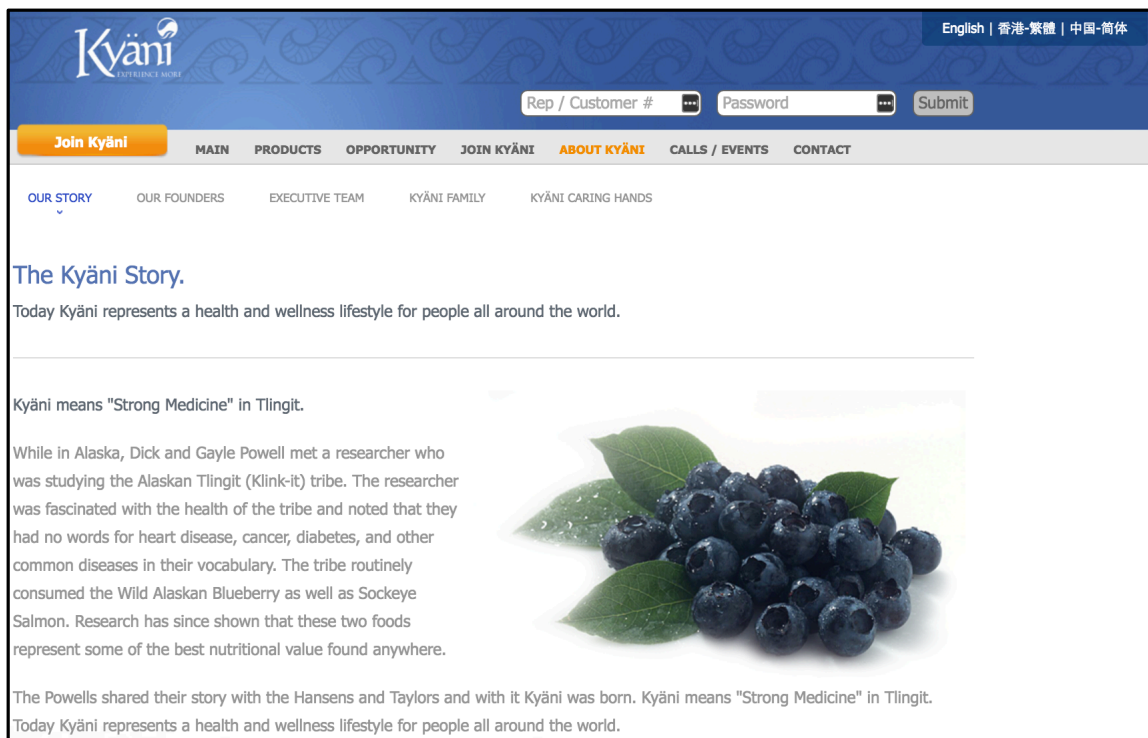 Kyäni
EXPERIENCE MORE
English | 香港-繁體 | 中国-简体
Rep / Customer #
Password
Submit
Join Kyäni
MAIN PRODUCTS OPPORTUNITY JOIN KYÄNI ABOUT KYÄNI CALLS / EVENTS CONTACT
OUR STORY OUR FOUNDERS EXECUTIVE TEAM KYÄNI FAMILY KYÄNI CARING HANDS
The Kyäni Story.
Today Kyäni represents a health and wellness lifestyle for people all around the world.
Kyäni means "Strong Medicine" in Tlingit.
While in Alaska, Dick and Gayle Powell met a researcher who
was studying the Alaskan Tlingit (Klink-it) tribe. The researcher
was fascinated with the health of the tribe and noted that they
had no words for heart disease, cancer, diabetes, and other
common diseases in their vocabulary. The tribe routinely
consumed the Wild Alaskan Blueberry as well as Sockeye
Salmon. Research has since shown that these two foods
represent some of the best nutritional value found anywhere.
The Powells shared their story with the Hansens and Taylors and with it Kyäni was born. Kyäni means "Strong Medicine" in Tlingit.
Today Kyäni represents a health and wellness lifestyle for people all around the world.